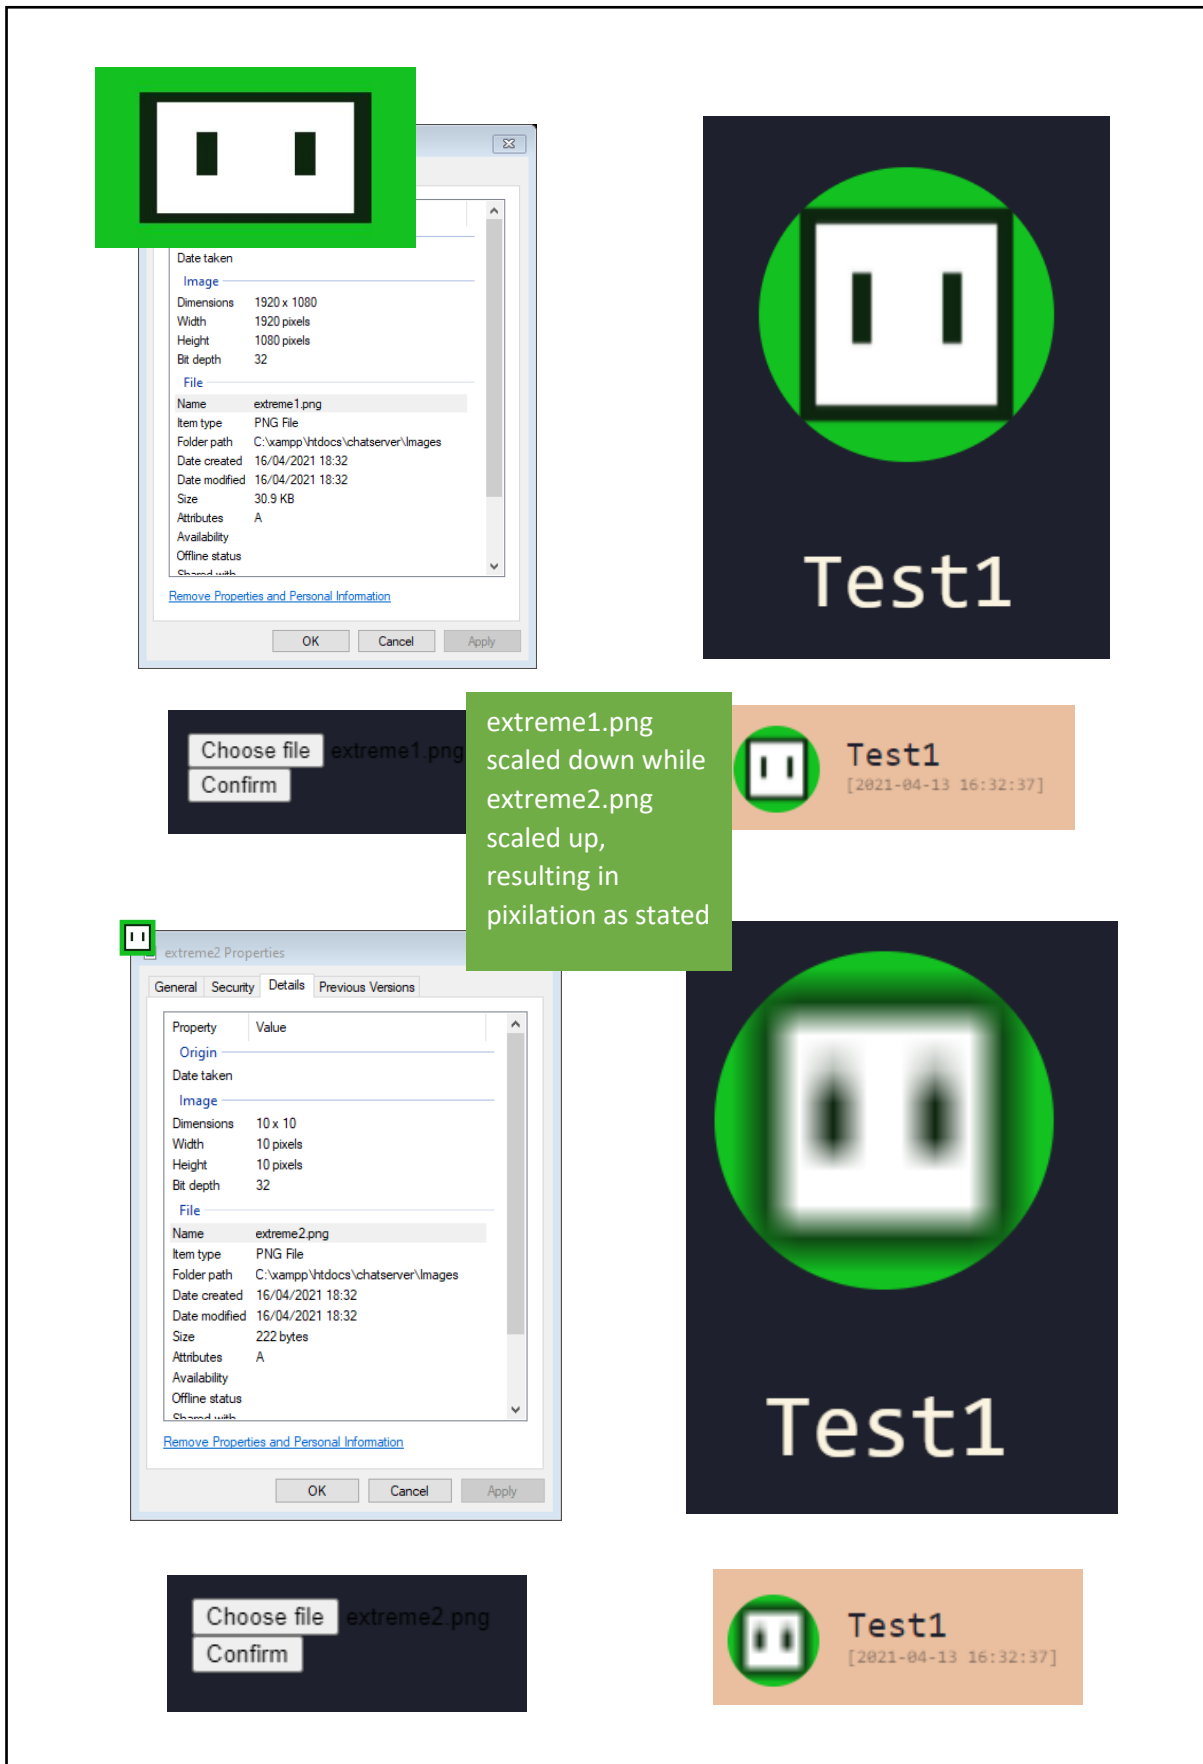 Date taken
Image
Dimensions 1920 x 1080
Width 1920 pixels
Height 1080 pixels
Bit depth 32
File
Name extreme1.png
Item type PNG File
Folder path C:\xampp\htdocs\chatserver\Images
Date created 16/04/2021 18:32
Date modified 16/04/2021 18:32
Size 30.9 KB
Attributes A
Availability
Offline status
Shared with
Remove Properties and Personal Information
OK Cancel Apply
Test1
Choose file extreme1.png
Confirm
extreme1.png
scaled down while
extreme2.png
scaled up,
resulting in
pixilation as stated
Test1
[2021-04-13 16:32:37]
extreme2 Properties
General Security Details Previous Versions
Property Value
Origin
Date taken
Image
Dimensions 10 x 10
Width 10 pixels
Height 10 pixels
Bit depth 32
File
Name extreme2.png
Item type PNG File
Folder path C:\xampp\htdocs\chatserver\Images
Date created 16/04/2021 18:32
Date modified 16/04/2021 18:32
Size 222 bytes
Attributes A
Availability
Offline status
Shared with
Remove Properties and Personal Information
OK Cancel Apply
Test1
Choose file extreme2.png
Confirm
Test1
[2021-04-13 16:32:37]